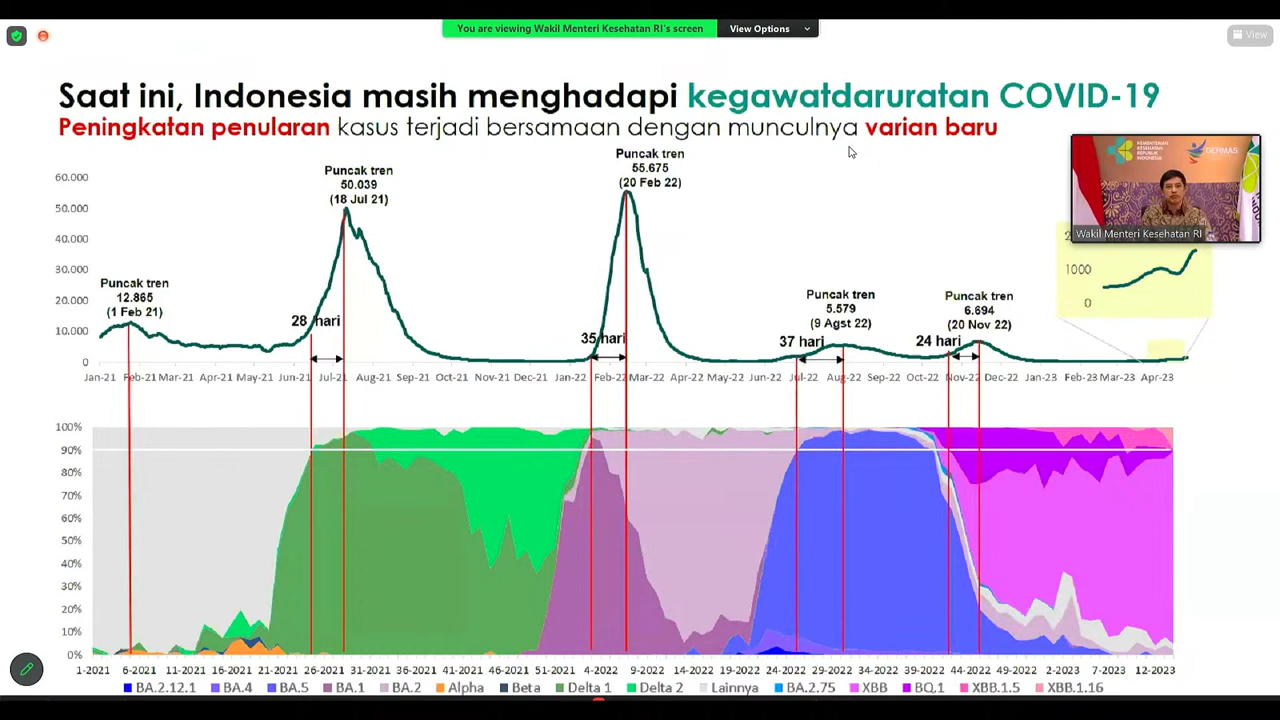 You are viewing Wakil Menteri Kesehatan RI's screen
View Options
View
Saat ini, Indonesia masih menghadapi kegawatdaruratan COVID-19
Peningkatan penularan kasus terjadi bersamaan dengan munculnya varian baru
KEMENTERIAN
KESEHATAN
REPUBLIK
INDONESIA
GERMAS
Wakil Menteri Kesehatan RI
Puncak tren
12.865
(1 Feb 21)
Puncak tren
50.039
(18 Jul 21)
Puncak tren
55.675
(20 Feb 22)
Puncak tren
5.579
(9 Agst 22)
Puncak tren
6.694
(20 Nov 22)
28 hari
35 hari
37 hari
24 hari
1000
0
60.000
50.000
40.000
30.000
20.000
10.000
0
Jan-21 Feb-21 Mar-21 Apr-21 May-21 Jun-21 Jul-21 Aug-21 Sep-21 Oct-21 Nov-21 Dec-21 Jan-22 Feb-22 Mar-22 Apr-22 May-22 Jun-22 Jul-22 Aug-22 Sep-22 Oct-22 Nov-22 Dec-22 Jan-23 Feb-23 Mar-23 Apr-23
100%
90%
80%
70%
60%
50%
40%
30%
20%
10%
0%
1-2021 6-2021 11-2021 16-2021 21-2021 26-2021 31-2021 36-2021 41-2021 46-2021 51-2021 4-2022 9-2022 14-2022 19-2022 24-2022 29-2022 34-2022 39-2022 44-2022 49-2022 2-2023 7-2023 12-2023
BA.2.12.1 BA.4 BA.5 BA.1 BA.2 Alpha Beta Delta 1 Delta 2 Lainnya BA.2.75 XBB BQ.1 XBB.1.5 XBB.1.16